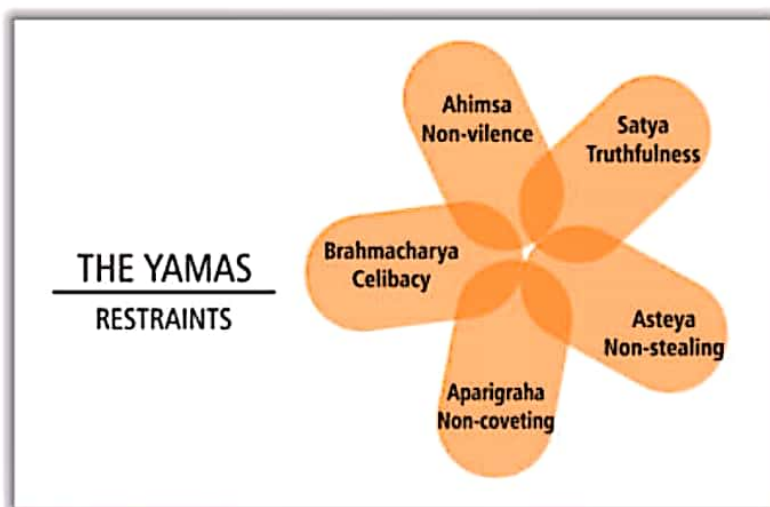 THE YAMAS
RESTRAINTS
Ahimsa
Non-vilence
Satya
Truthfulness
Asteya
Non-stealing
Aparigraha
Non-coveting
Brahmacharya
Celibacy